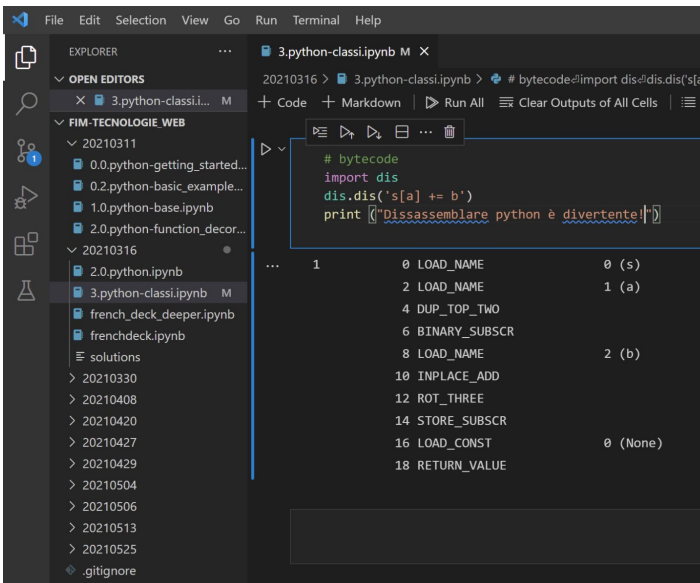 File Edit Selection View Go Run Terminal Help
EXPLORER ...
3.python-classi.ipynb M ×
OPEN EDITORS
× 3.python-classi.i... M
FIM-TECNOLOGIE_WEB
20210311
0.0.python-getting_started...
0.2.python-basic_example...
1.0.python-base.ipynb
2.0.python-function_decor...
20210316
2.0.python.ipynb
3.python-classi.ipynb M
french_deck_deeper.ipynb
frenchdeck.ipynb
solutions
20210330
20210408
20210420
20210427
20210429
20210504
20210506
20210513
20210525
.gitignore
1
20210316 > 3.python-classi.ipynb > # bytecode⏎import dis⏎dis.dis('s[a
+ Code + Markdown Run All Clear Outputs of All Cells
# bytecode
import dis
dis.dis('s[a] += b')
print ("Dissassemblare python è divertente!")
... 1 0 LOAD_NAME 0 (s)
2 LOAD_NAME 1 (a)
4 DUP_TOP_TWO
6 BINARY_SUBSCR
8 LOAD_NAME 2 (b)
10 INPLACE_ADD
12 ROT_THREE
14 STORE_SUBSCR
16 LOAD_CONST 0 (None)
18 RETURN_VALUE